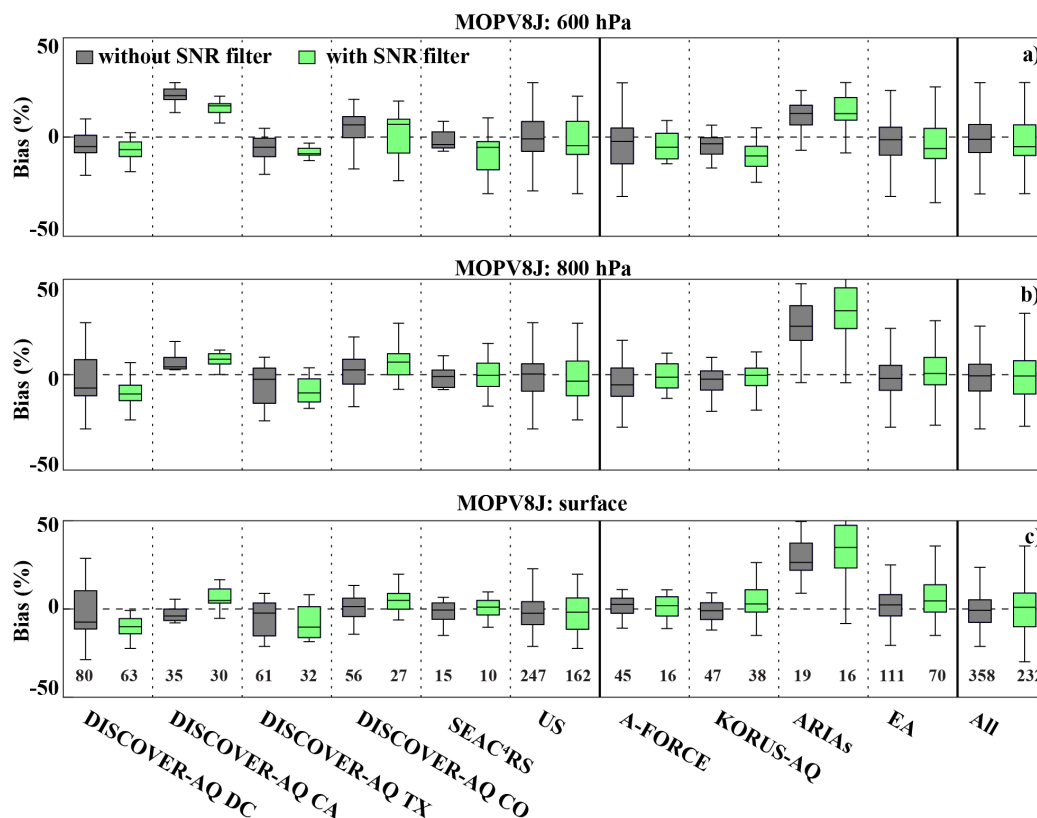 MOPV8J: 600 hPa
50
without SNR filter
with SNR filter
a)
Bias (%)
0
-50
MOPV8J: 800 hPa
50
b)
Bias (%)
0
-50
MOPV8J: surface
50
c)
Bias (%)
0
80 63 35 30 61 32 56 27 15 10 247 162 45 16 47 38 19 16 111 70 358 232
-50
DISCOVER-AQ DC
DISCOVER-AQ CA
DISCOVER-AQ TX
DISCOVER-AQ CO
SEAC⁴RS
US
A-FORCE
KORUS-AQ
ARIAs
EA
All